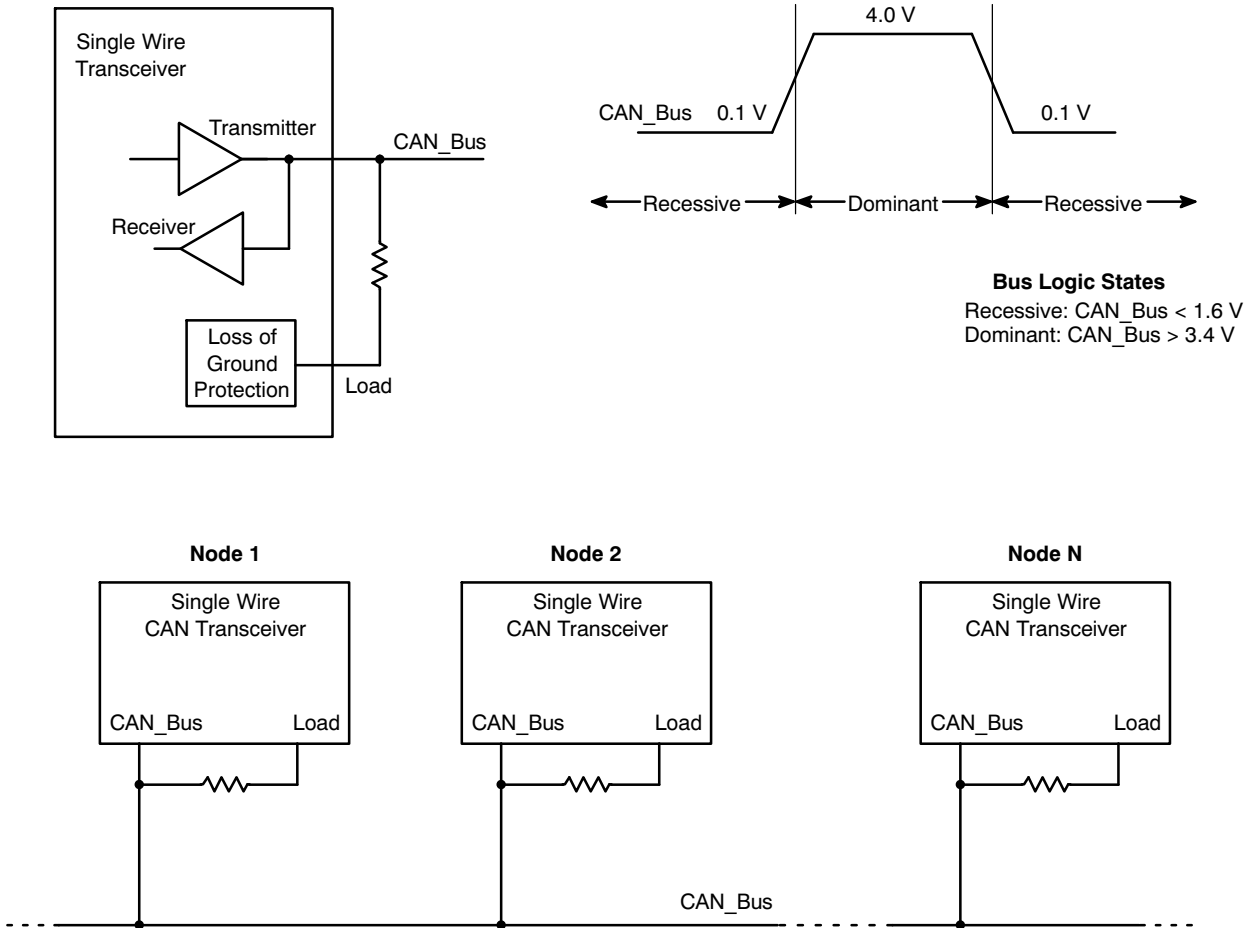 Single Wire
Transceiver
Transmitter
CAN_Bus
Receiver
Loss of
Ground
Protection
Load
4.0 V
CAN_Bus 0.1 V
0.1 V
Recessive
Dominant
Recessive
Bus Logic States
Recessive: CAN_Bus < 1.6 V
Dominant: CAN_Bus > 3.4 V
Node 1
Single Wire
CAN Transceiver
CAN_Bus Load
Node 2
Single Wire
CAN Transceiver
CAN_Bus Load
Node N
Single Wire
CAN Transceiver
CAN_Bus Load
CAN_Bus